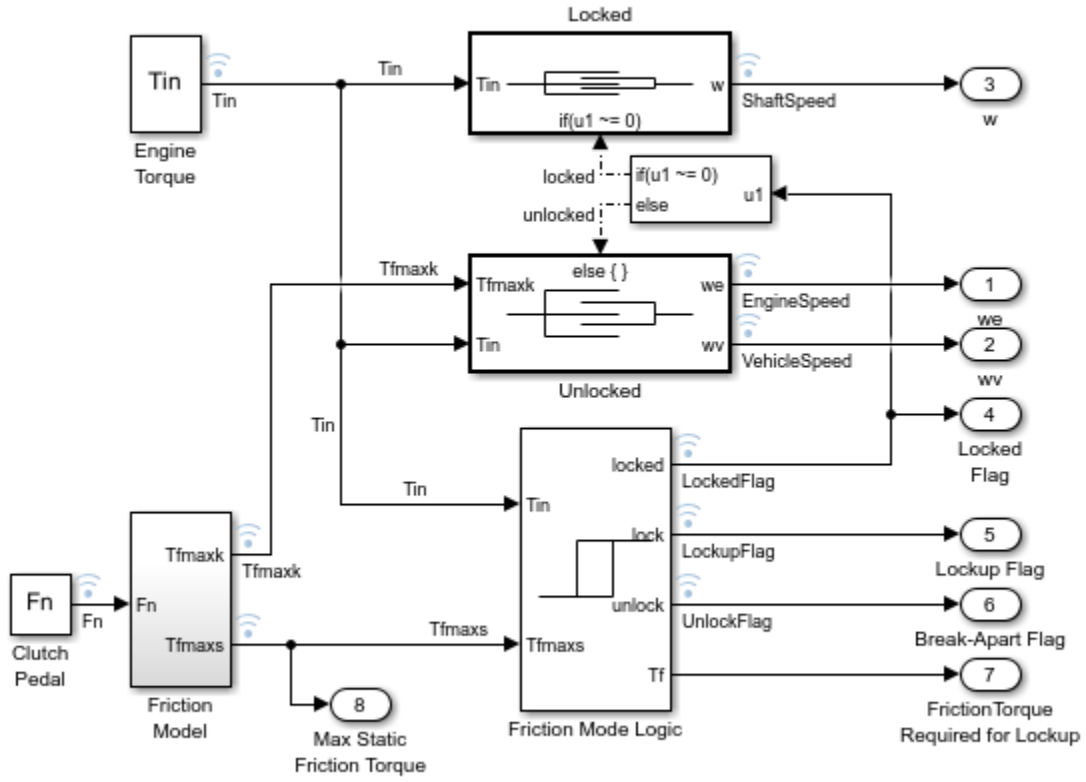 Locked
Tin
Tin
Engine
Torque
Tin
Tin
w
if(u1 ~= 0)
ShaftSpeed
3
w
locked
unlocked
if(u1 ~= 0)
else
u1
Tfmaxk
Tfmaxk
else { }
Tin
we
wv
EngineSpeed
VehicleSpeed
Unlocked
1
we
2
wv
4
Locked
Flag
Tin
Tin
Tin
Tfmaxs
locked
lock
unlock
Tf
LockedFlag
LockupFlag
UnlockFlag
Friction Mode Logic
5
Lockup Flag
6
Break-Apart Flag
7
FrictionTorque
Required for Lockup
Fn
Fn
Clutch
Pedal
Fn
Tfmaxk
Tfmaxs
Tfmaxk
Tfmaxs
Friction
Model
8
Max Static
Friction Torque